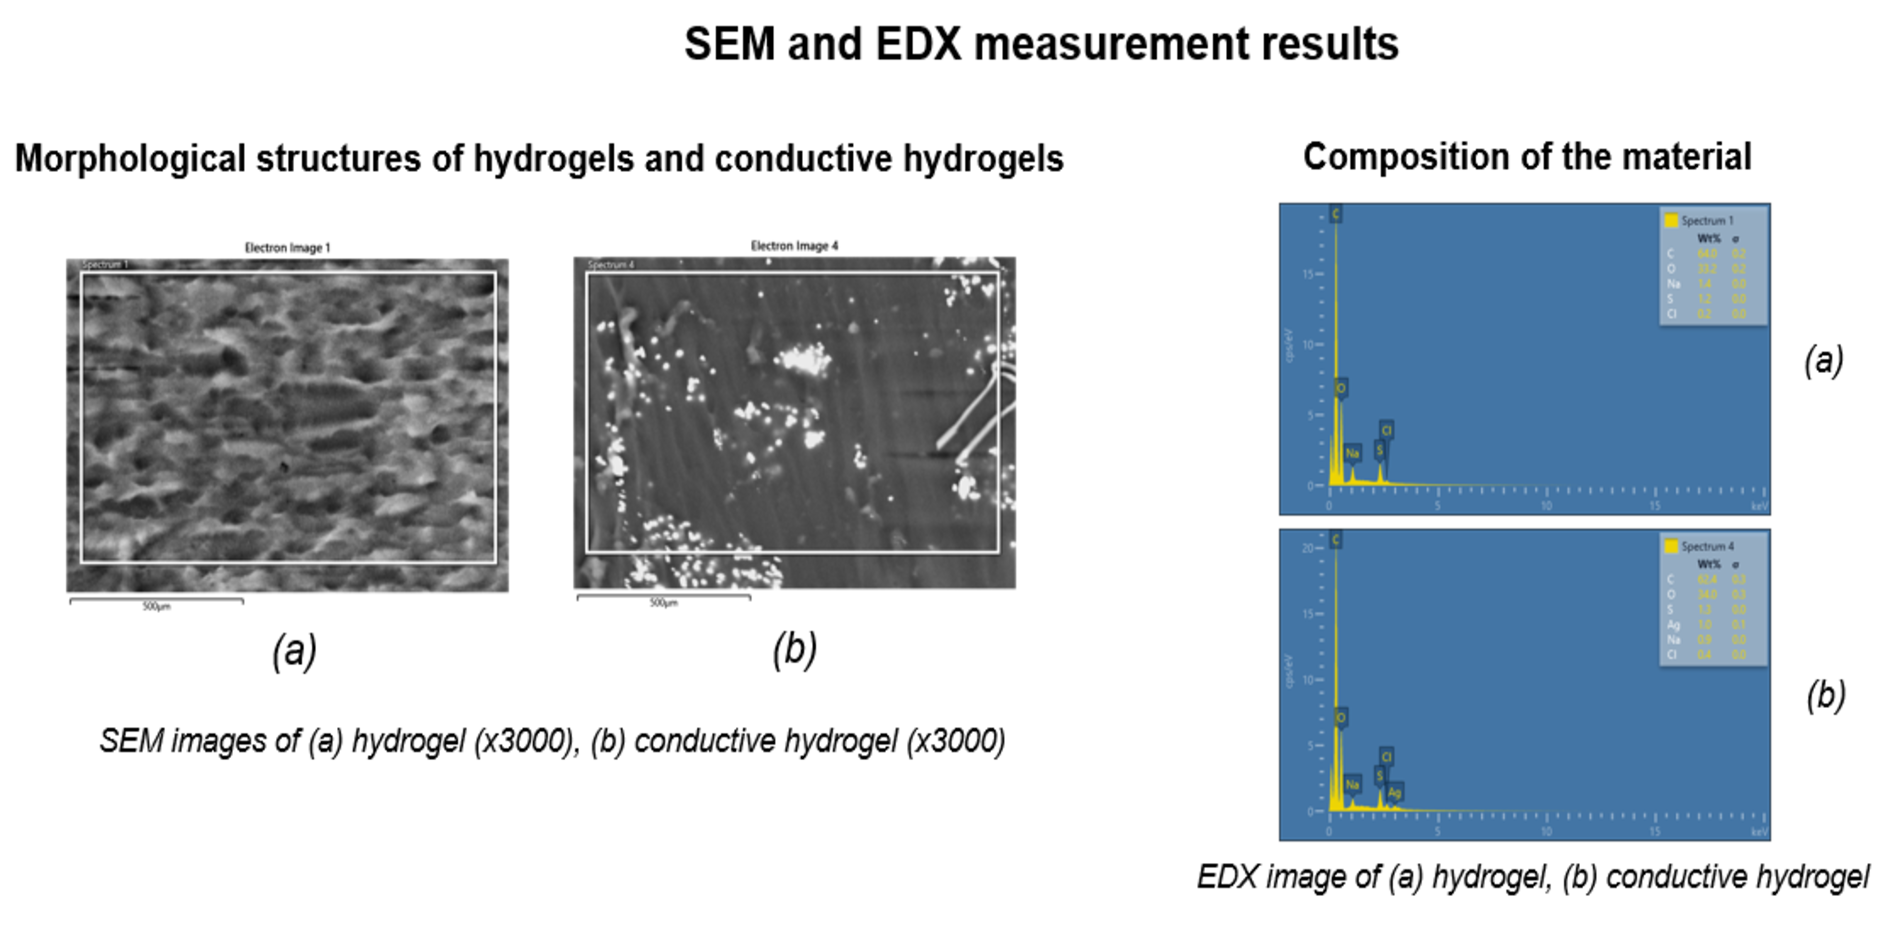 SEM and EDX measurement results
Morphological structures of hydrogels and conductive hydrogels
Electron Image 1
Spectrum 1
500µm
(a)
Electron Image 4
Spectrum 4
500µm
(b)
SEM images of (a) hydrogel (x3000), (b) conductive hydrogel (x3000)
Composition of the material
C
O
Na
S
Cl
cps/eV
15
10
5
0
0 5 10 15 keV
Spectrum 1
Wt% σ
C 64.0 0.2
O 33.2 0.2
Na 1.4 0.0
S 1.2 0.0
Cl 0.2 0.0
(a)
C
O
Na
S
Cl
Ag
cps/eV
20
15
10
5
0
0 5 10 15 keV
Spectrum 4
Wt% σ
C 62.4 0.3
O 34.0 0.3
S 1.3 0.0
Ag 1.0 0.1
Na 0.9 0.0
Cl 0.4 0.0
(b)
EDX image of (a) hydrogel, (b) conductive hydrogel